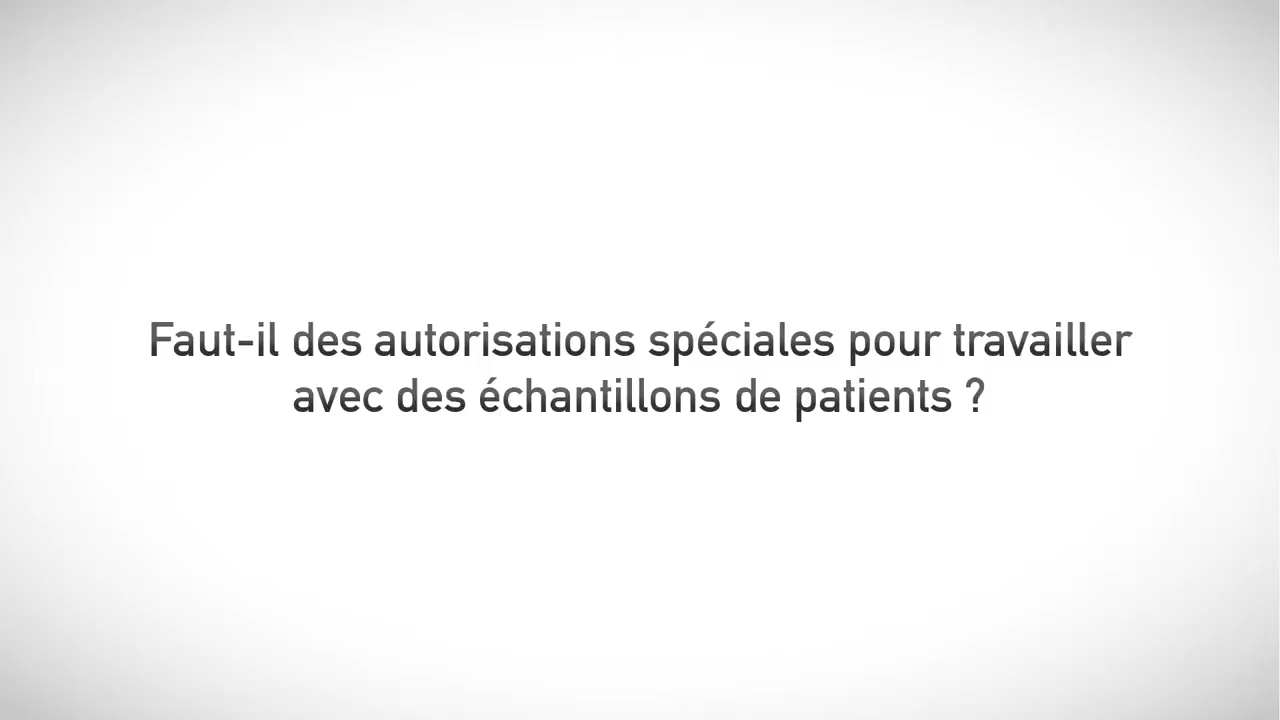 Faut-il des autorisations spéciales pour travailler
avec des échantillons de patients ?